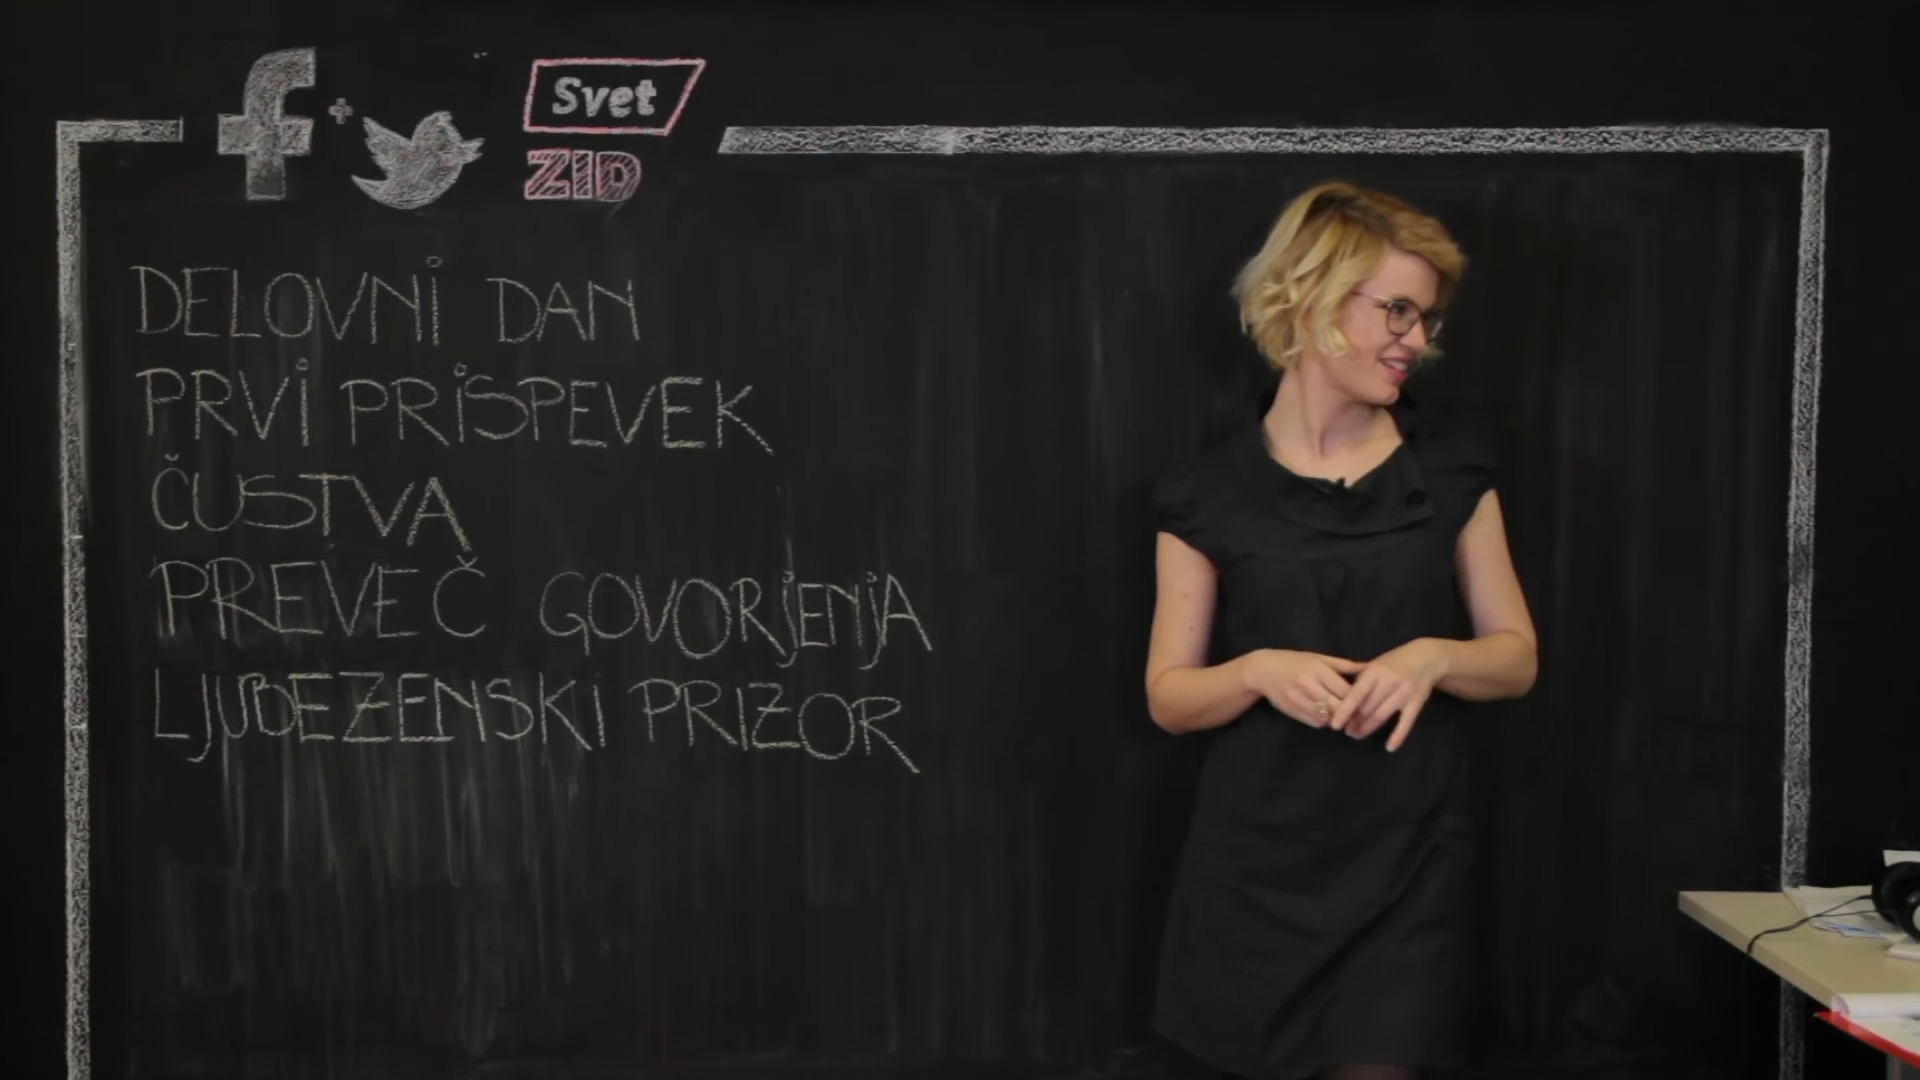 f + Svet
ZID
DELOVNI DAN
PRVI PRISPEVEK
ČUSTVA
PREVEČ GOVORJENJA
LJUBEZENSKI PRIZOR